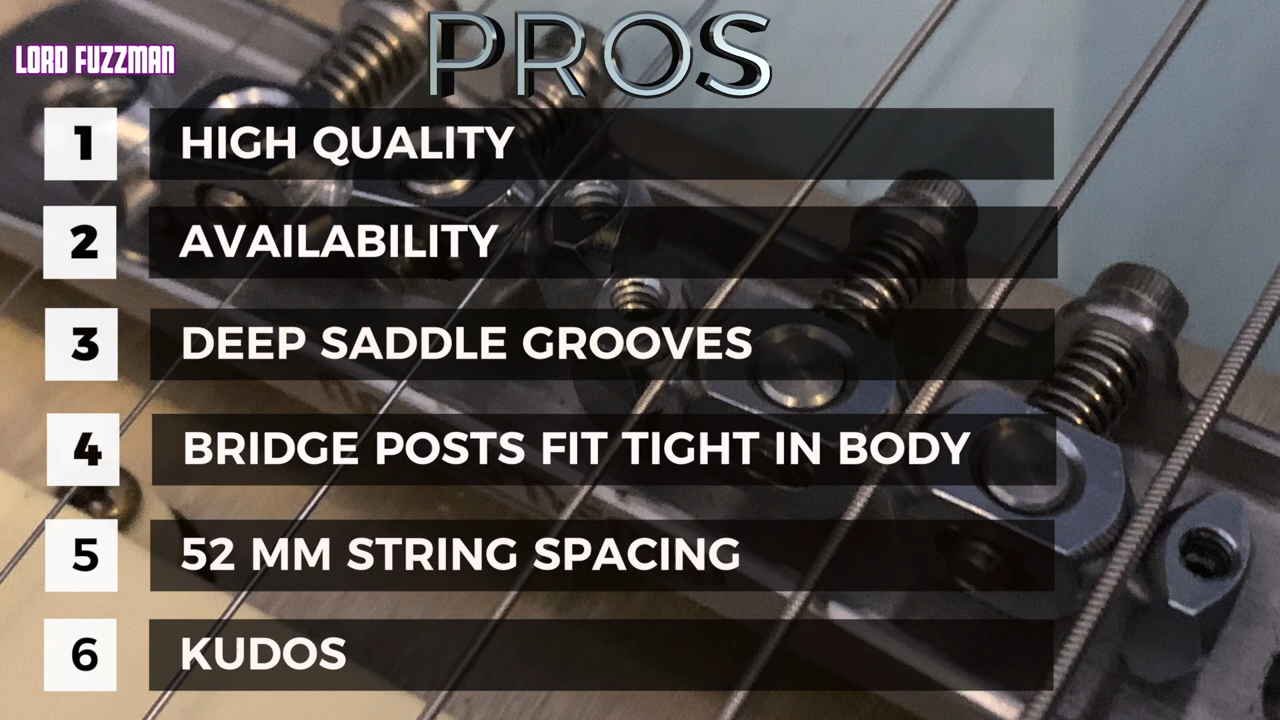 PROS
LORD FUZZMAN
1 HIGH QUALITY
2 AVAILABILITY
3 DEEP SADDLE GROOVES
4 BRIDGE POSTS FIT TIGHT IN BODY
5 52 MM STRING SPACING
6 KUDOS